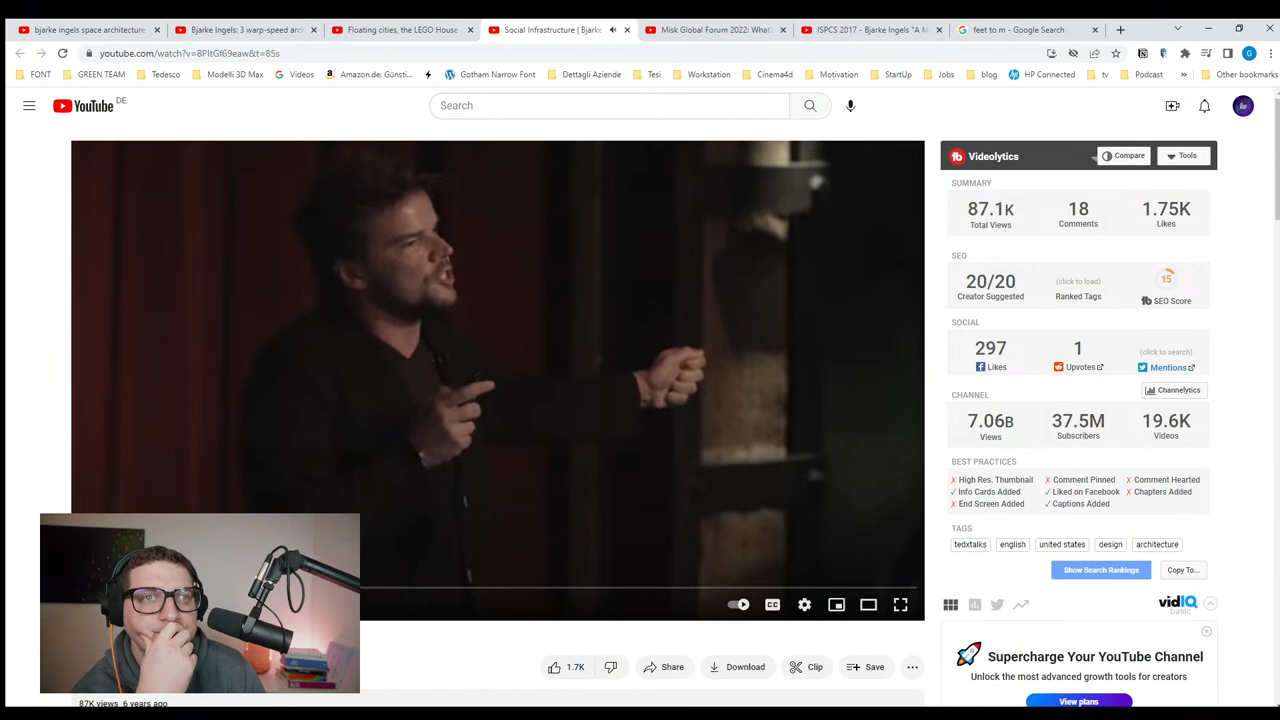 bjarke ingels space architecture
Bjarke Ingels: 3 warp-speed arch
Floating cities, the LEGO House
Social Infrastructure | Bjarke
Misk Global Forum 2022: What's
ISPCS 2017 - Bjarke Ingels "A M
feet to m - Google Search
youtube.com/watch?v=8PItGf69eaw&t=85s
FONT
GREEN TEAM
Tedesco
Modelli 3D Max
Videos
Amazon.de: Günsti...
Gotham Narrow Font
Dettagli Aziende
Tesi
Workstation
Cinema4d
Motivation
StartUp
Jobs
blog
HP Connected
tv
Podcast
»
Other bookmarks
YouTube DE
Search
Videolytics
Compare
Tools
SUMMARY
87.1K 18 1.75K
Total Views Comments Likes
SEO
20/20 (click to load) 15
Creator Suggested Ranked Tags tb SEO Score
SOCIAL
297 1 (click to search)
Likes Upvotes Mentions
Channelytics
CHANNEL
7.06B 37.5M 19.6K
Views Subscribers Videos
BEST PRACTICES
✗ High Res. Thumbnail ✗ Comment Pinned ✗ Comment Hearted
✓ Info Cards Added ✓ Liked on Facebook ✗ Chapters Added
✗ End Screen Added ✓ Captions Added
TAGS
tedxtalks english united states design architecture
Show Search Rankings Copy To...
vidIQ
basic
Supercharge Your YouTube Channel
Unlock the most advanced growth tools for creators
View plans
CC
1.7K
Share
Download
Clip
Save
87K views 6 years ago